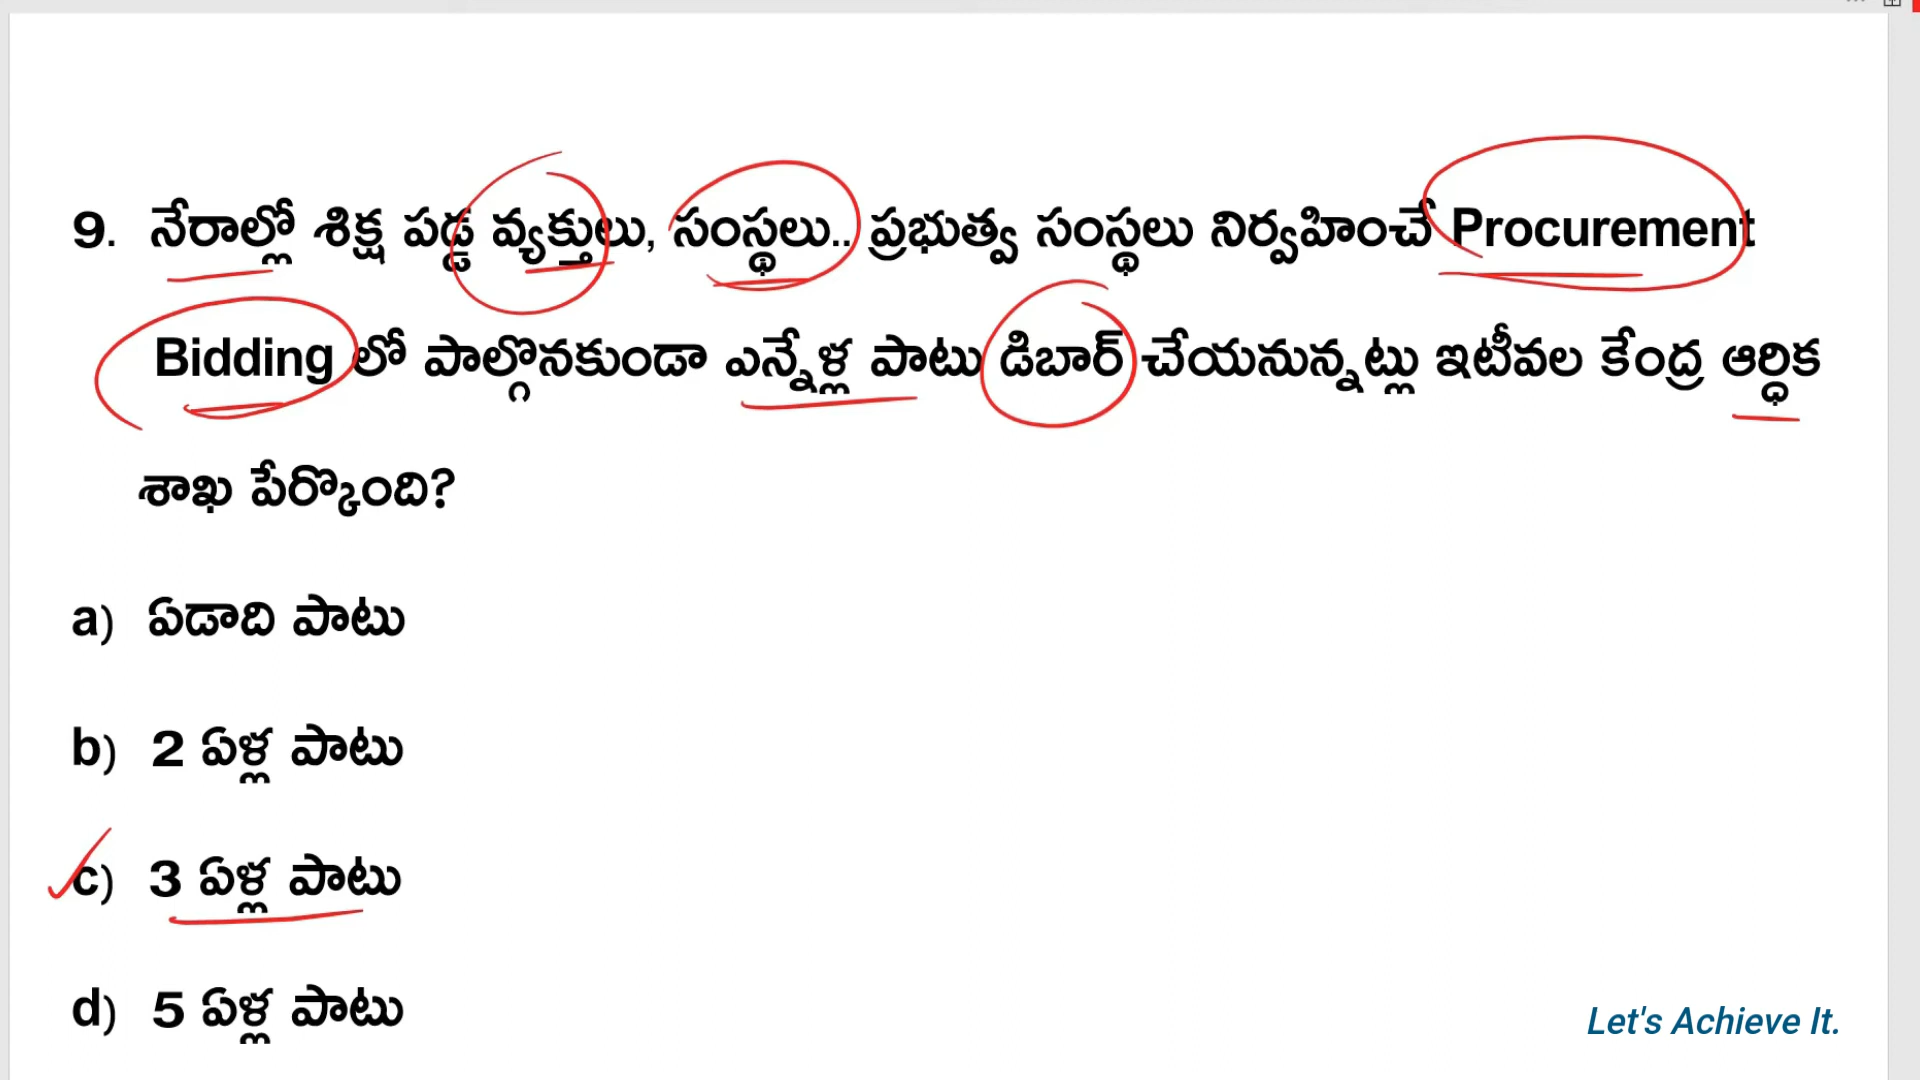 9. నేరాల్లో శిక్ష పడ్డ వ్యక్తులు, సంస్థలు.. ప్రభుత్వ సంస్థలు నిర్వహించే Procurement
Bidding లో పాల్గొనకుండా ఎన్నేళ్ల పాటు డిబార్ చేయనున్నట్లు ఇటీవల కేంద్ర ఆర్ధిక
శాఖ పేర్కొంది?
a) ఏడాది పాటు
b) 2 ఏళ్ల పాటు
c) 3 ఏళ్ల పాటు
d) 5 ఏళ్ల పాటు
Let's Achieve It.